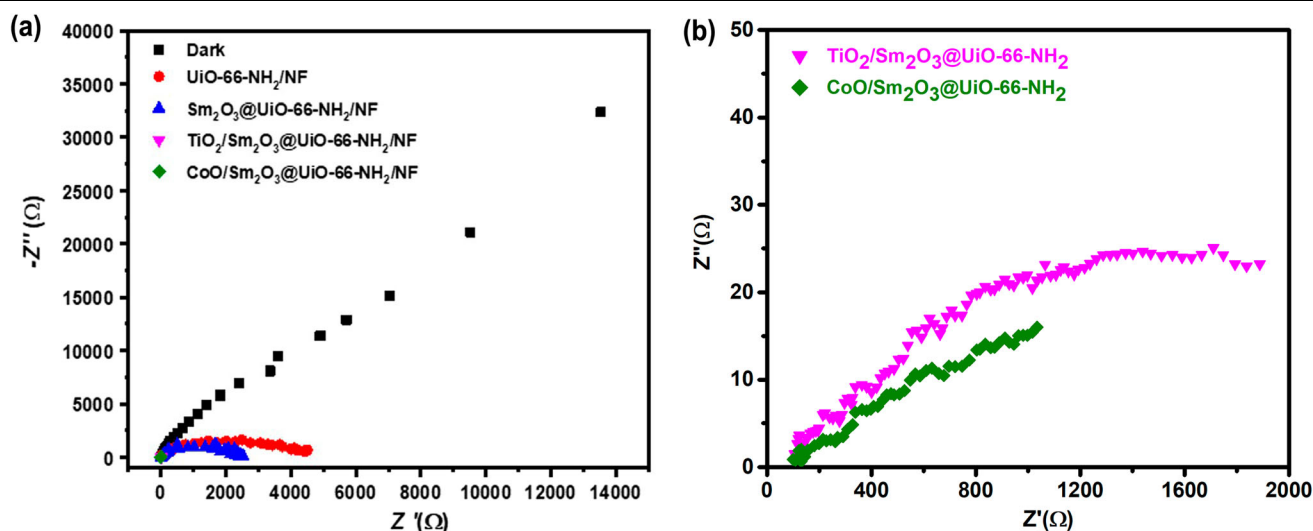 (a)
40000
35000
30000
25000
20000
15000
10000
5000
0
-Z''(Ω)
Dark
UiO-66-NH₂/NF
Sm₂O₃@UiO-66-NH₂/NF
TiO₂/Sm₂O₃@UiO-66-NH₂/NF
CoO/Sm₂O₃@UiO-66-NH₂/NF
0 2000 4000 6000 8000 10000 12000 14000
Z'(Ω)
(b)
50
40
30
20
10
0
Z''(Ω)
TiO₂/Sm₂O₃@UiO-66-NH₂
CoO/Sm₂O₃@UiO-66-NH₂
0 400 800 1200 1600 2000
Z'(Ω)